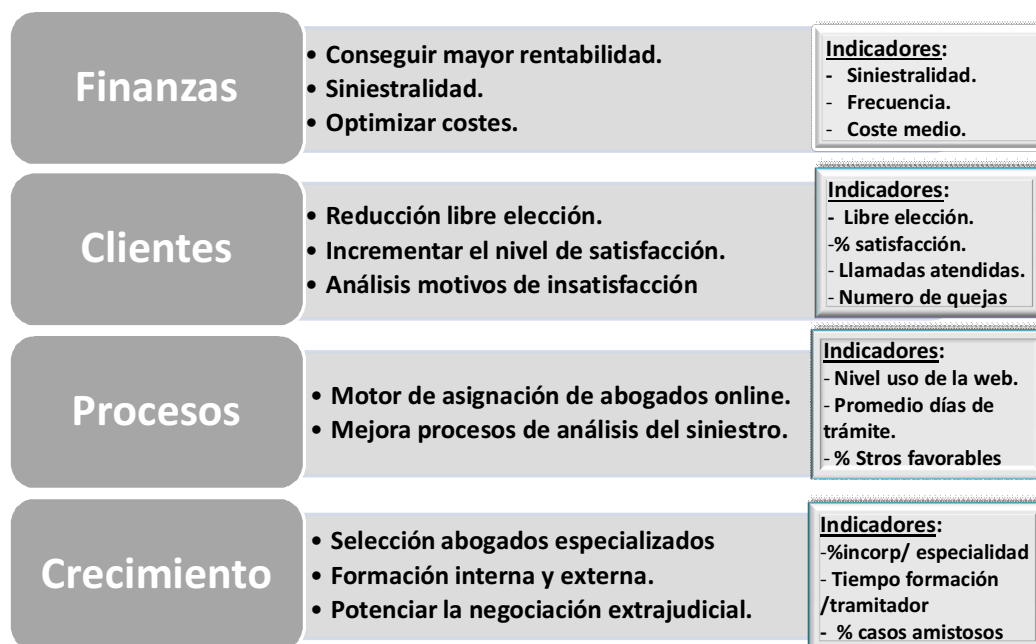 Finanzas
• Conseguir mayor rentabilidad.
• Siniestralidad.
• Optimizar costes.
Indicadores:
- Siniestralidad.
- Frecuencia.
- Coste medio.
Clientes
• Reducción libre elección.
• Incrementar el nivel de satisfacción.
• Análisis motivos de insatisfacción
Indicadores:
- Libre elección.
-% satisfacción.
- Llamadas atendidas.
- Numero de quejas
Procesos
• Motor de asignación de abogados online.
• Mejora procesos de análisis del siniestro.
Indicadores:
- Nivel uso de la web.
- Promedio días de
trámite.
- % Stros favorables
Crecimiento
• Selección abogados especializados
• Formación interna y externa.
• Potenciar la negociación extrajudicial.
Indicadores:
-%incorp/ especialidad
- Tiempo formación
/tramitador
- % casos amistosos